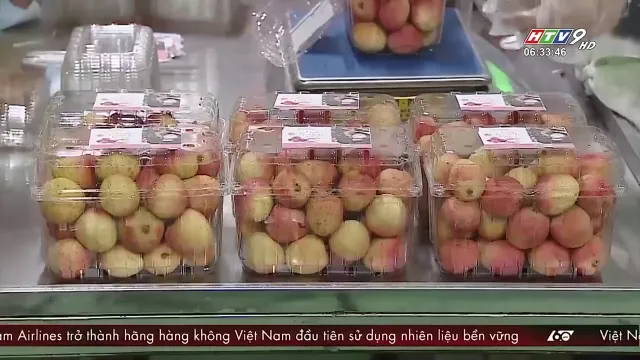 HTV9 HD
06:33:46
am Airlines trở thành hãng hàng không Việt Nam đầu tiên sử dụng nhiên liệu bền vững 60 Việt N